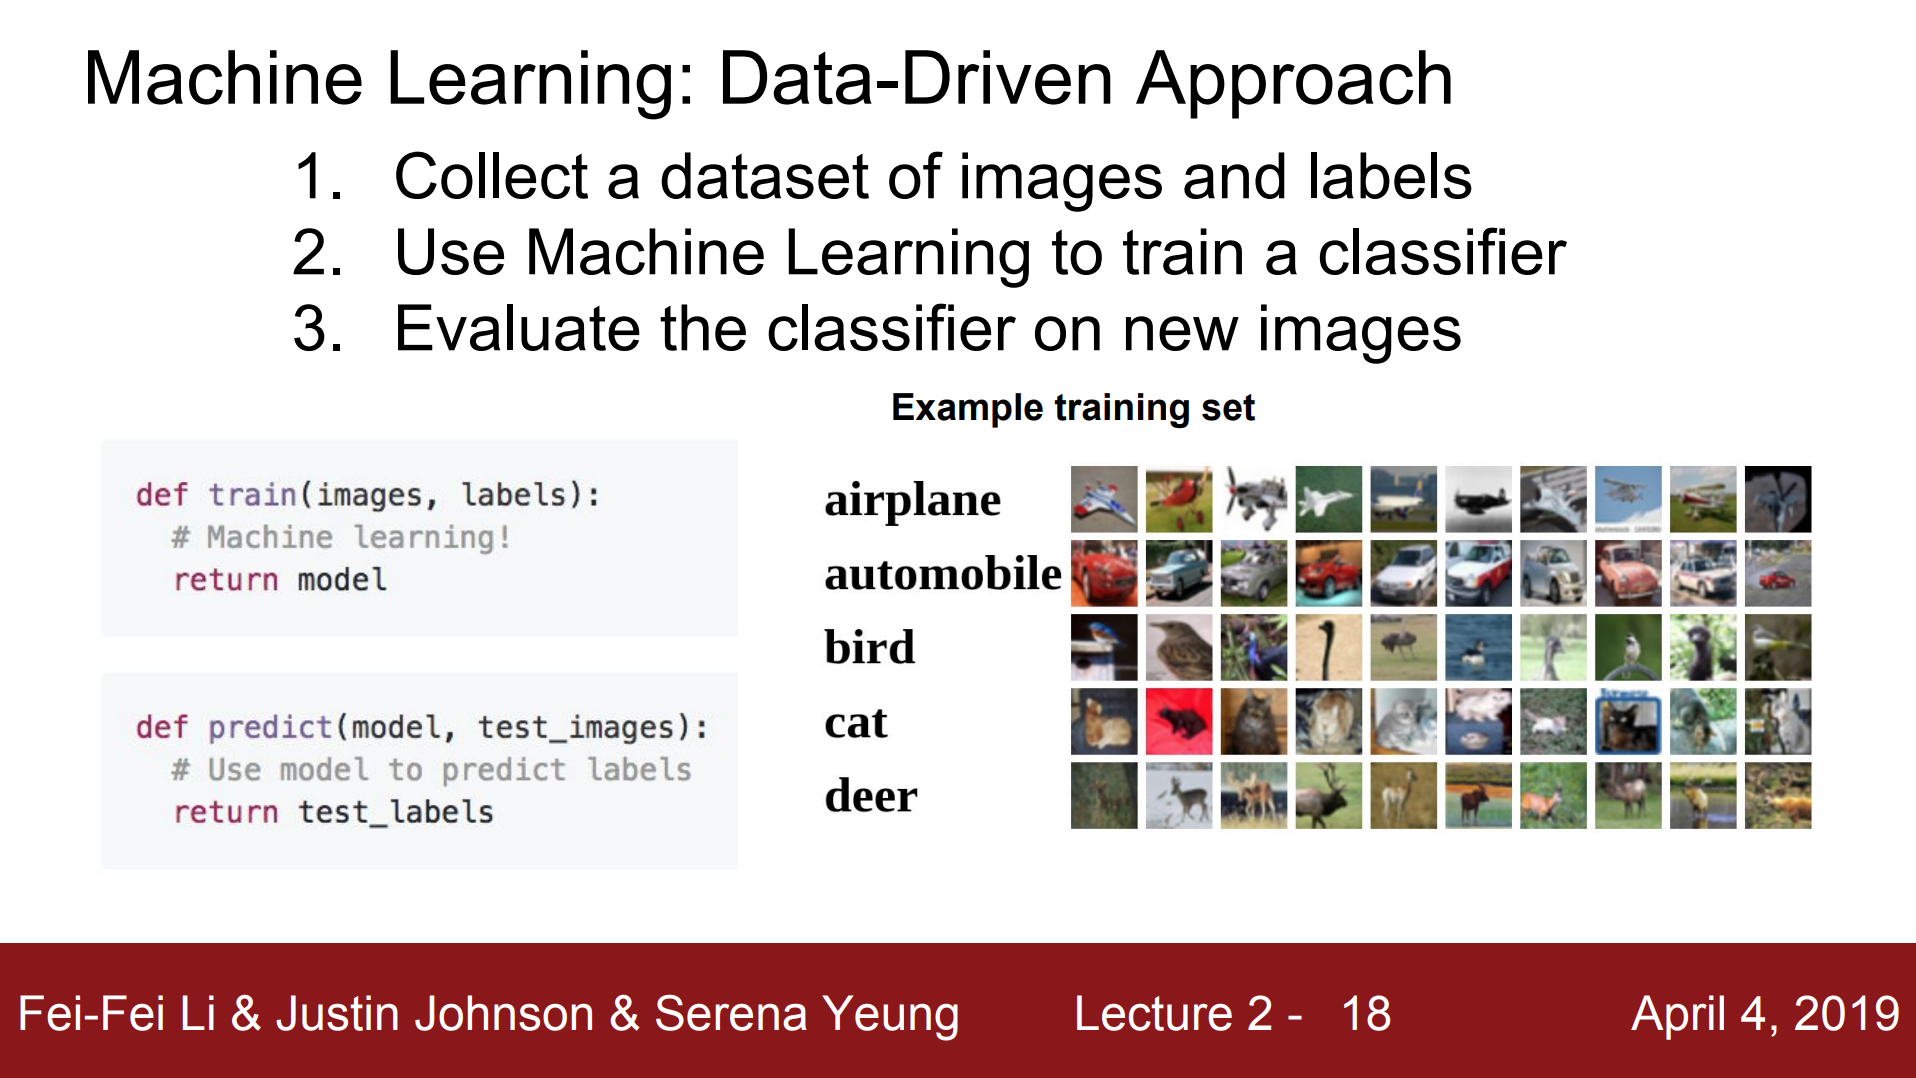 Machine Learning: Data-Driven Approach
1. Collect a dataset of images and labels
2. Use Machine Learning to train a classifier
3. Evaluate the classifier on new images
Example training set
def train(images, labels):
# Machine learning!
return model
def predict(model, test_images):
# Use model to predict labels
return test_labels
airplane
automobile
bird
cat
deer
Fei-Fei Li & Justin Johnson & Serena Yeung
Lecture 2 - 18
April 4, 2019